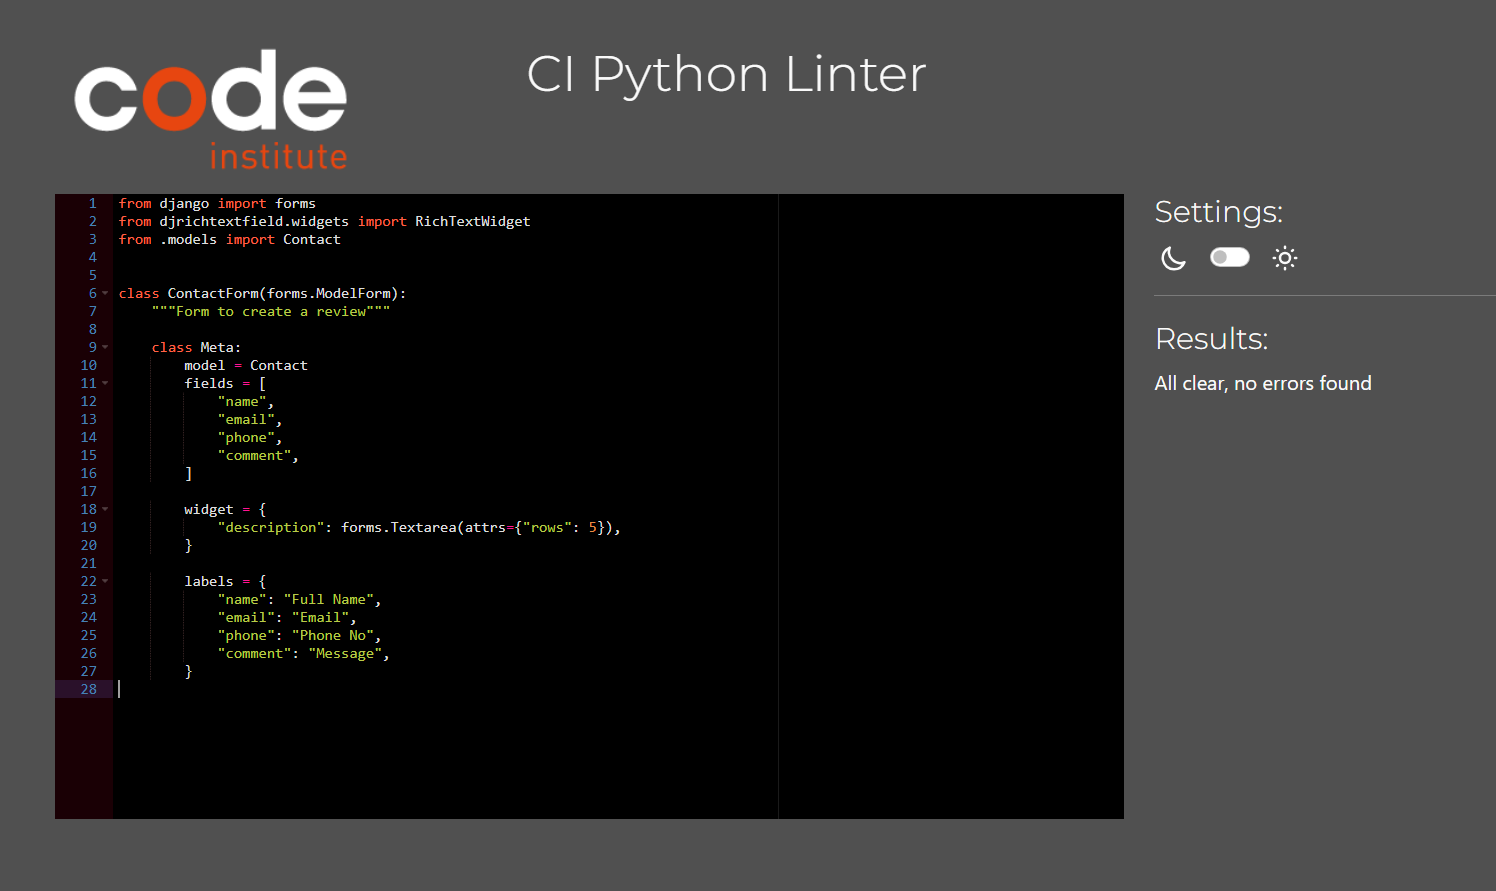 code
institute
CI Python Linter
1 from django import forms
2 from djrichtextfield.widgets import RichTextWidget
3 from .models import Contact
4
5
6 class ContactForm(forms.ModelForm):
7     """Form to create a review"""
8
9     class Meta:
10         model = Contact
11         fields = [
12             "name",
13             "email",
14             "phone",
15             "comment",
16         ]
17
18         widget = {
19             "description": forms.Textarea(attrs={"rows": 5}),
20         }
21
22         labels = {
23             "name": "Full Name",
24             "email": "Email",
25             "phone": "Phone No",
26             "comment": "Message",
27         }
28
Settings:
Results:
All clear, no errors found